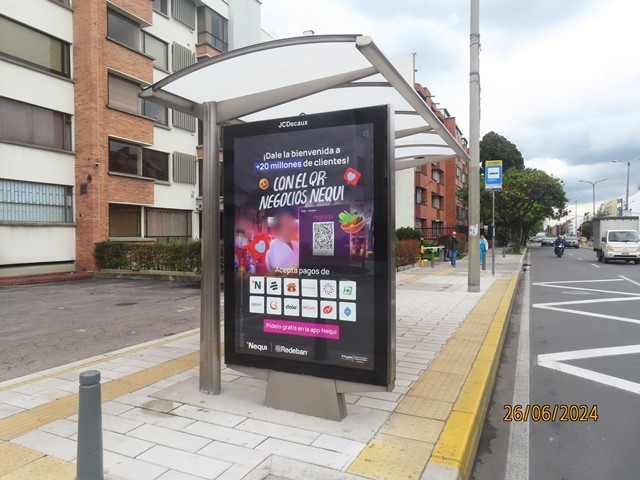 JCDecaux
¡Dale la bienvenida a
+20 millones de clientes!
CON EL QR
NEGOCIOS NEQUI
Acepta pagos de
dale
Pídelo gratis en la app Nequi
Nequi
Redeban
26/06/2024